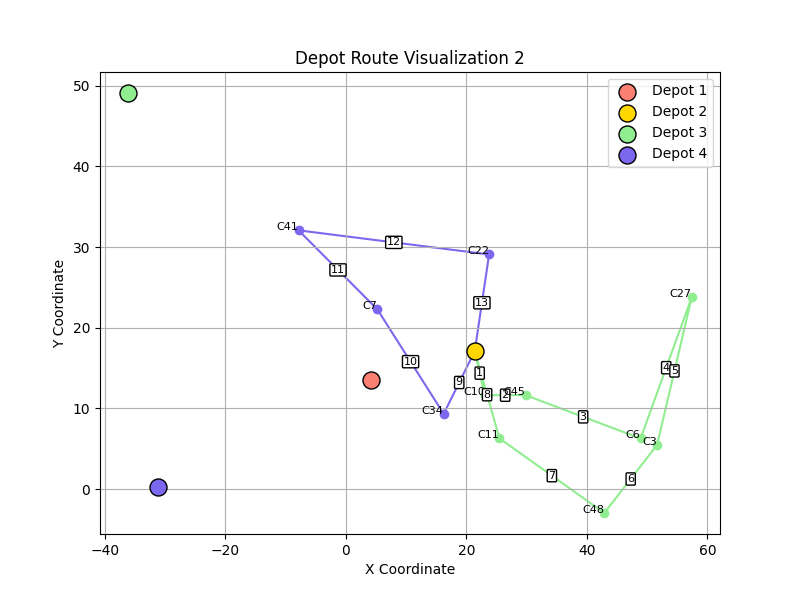 Depot Route Visualization 2
Depot 1
Depot 2
Depot 3
Depot 4
Y Coordinate
50
40
30
20
10
0
C41
12
C22
11
C27
13
C7
10
4
5
1
9
C10
8
2
C45
C34
3
C11
C6
C3
7
6
C48
−40
−20
0
20
40
60
X Coordinate